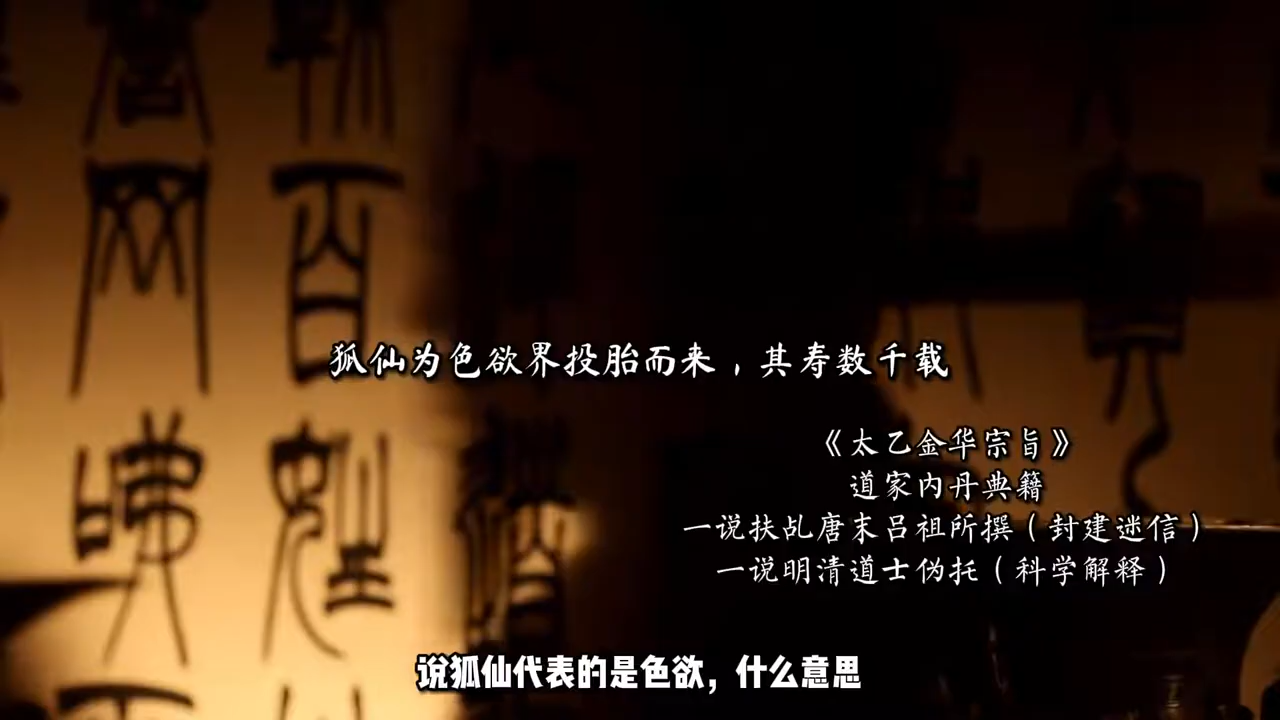 百
狐仙为色欲界投胎而来，其寿数千载
《太乙金华宗旨》
道家内丹典籍
一说扶乩唐末吕祖所撰（封建迷信）
一说明清道士伪托（科学解释）
说狐仙代表的是色欲，什么意思